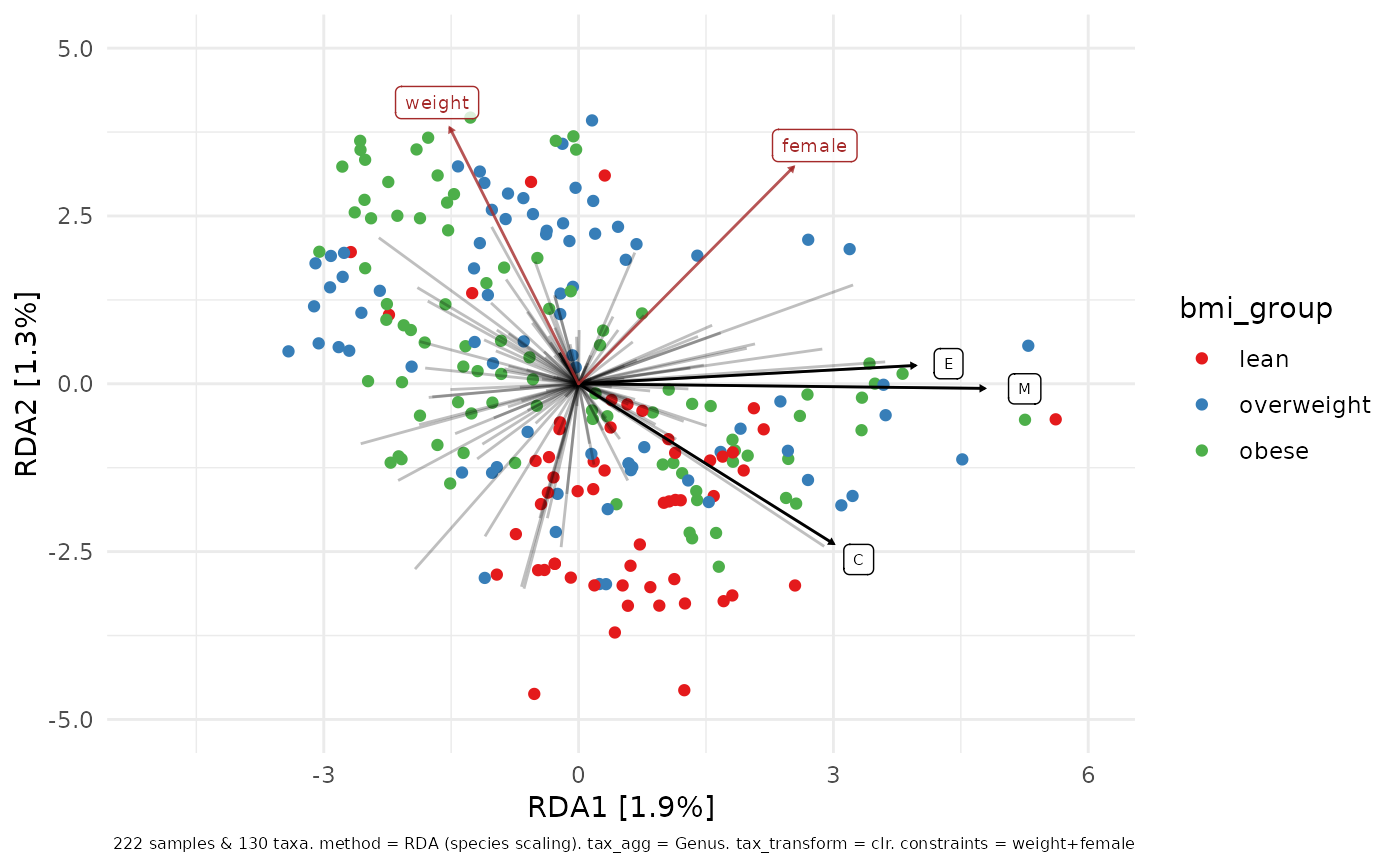 5.0
2.5
0.0
-2.5
-5.0
RDA2 [1.3%]
weight
female
E
M
C
-3
0
3
6
RDA1 [1.9%]
bmi_group
lean
overweight
obese
222 samples & 130 taxa. method = RDA (species scaling). tax_agg = Genus. tax_transform = clr. constraints = weight+female